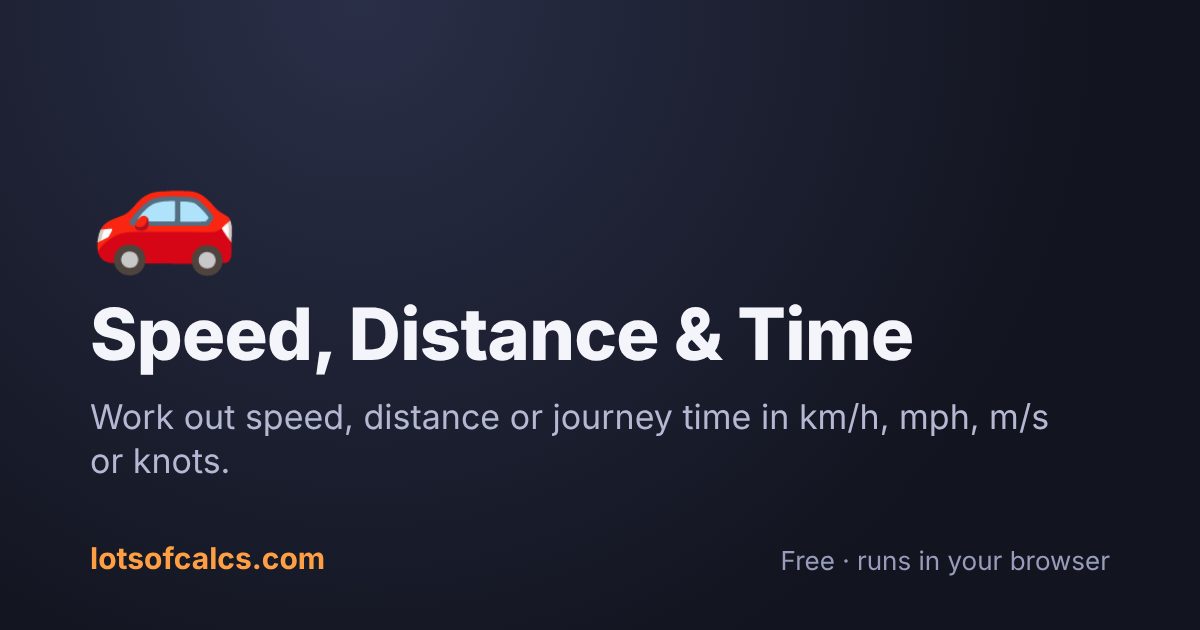 Speed, Distance & Time
Work out speed, distance or journey time in km/h, mph, m/s
or knots.
lotsofcalcs.com
Free · runs in your browser